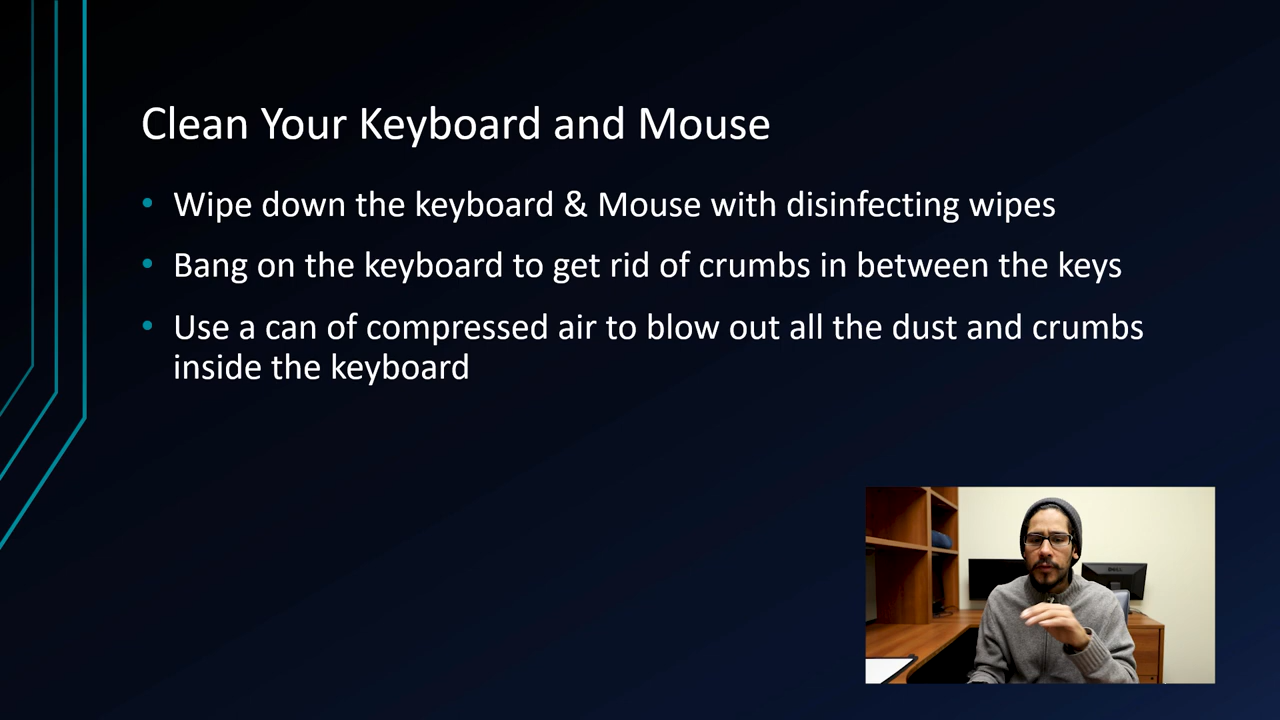 Clean Your Keyboard and Mouse
• Wipe down the keyboard & Mouse with disinfecting wipes
• Bang on the keyboard to get rid of crumbs in between the keys
• Use a can of compressed air to blow out all the dust and crumbs
inside the keyboard
DELL